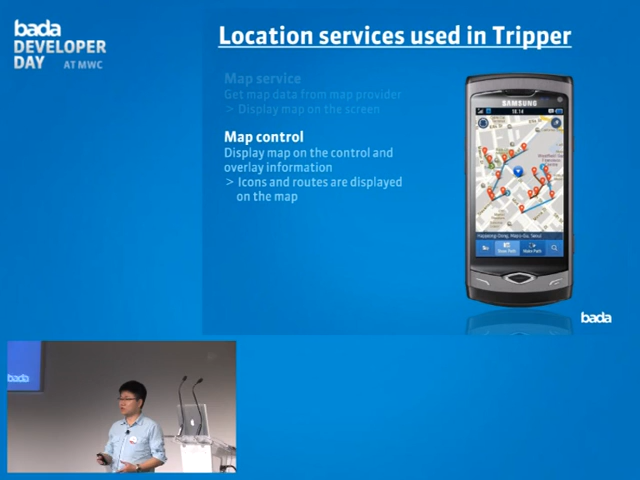 bada
DEVELOPER
DAY AT MWC
Location services used in Tripper
Map service
Get map data from map provider
> Display map on the screen
Map control
Display map on the control and
overlay information
> Icons and routes are displayed
on the map
SAMSUNG
bada
bada